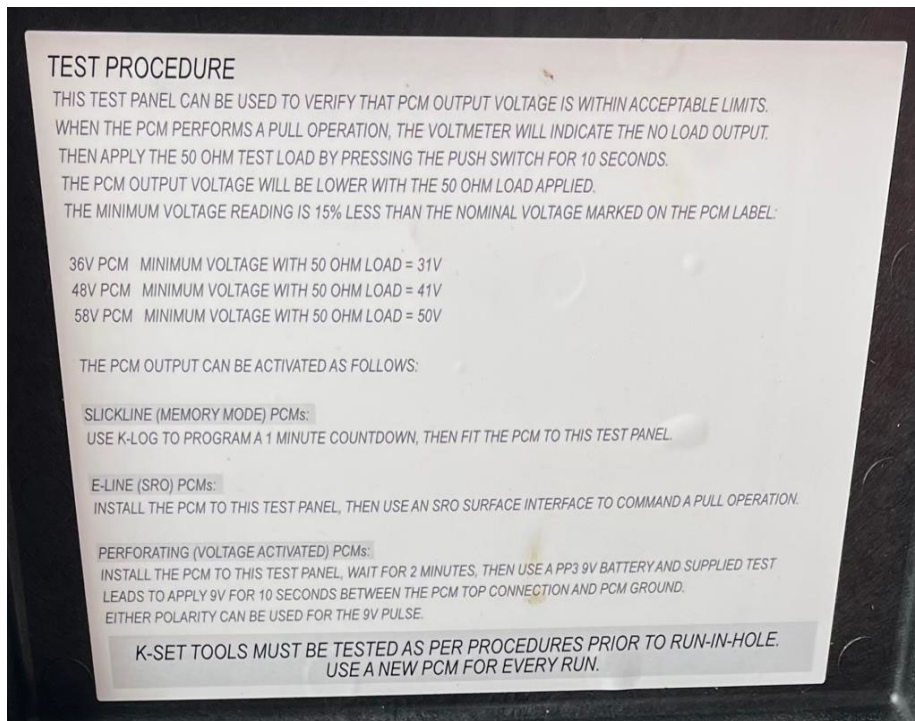 TEST PROCEDURE
THIS TEST PANEL CAN BE USED TO VERIFY THAT PCM OUTPUT VOLTAGE IS WITHIN ACCEPTABLE LIMITS.
WHEN THE PCM PERFORMS A PULL OPERATION, THE VOLTMETER WILL INDICATE THE NO LOAD OUTPUT.
THEN APPLY THE 50 OHM TEST LOAD BY PRESSING THE PUSH SWITCH FOR 10 SECONDS.
THE PCM OUTPUT VOLTAGE WILL BE LOWER WITH THE 50 OHM LOAD APPLIED.
THE MINIMUM VOLTAGE READING IS 15% LESS THAN THE NOMINAL VOLTAGE MARKED ON THE PCM LABEL:
36V PCM MINIMUM VOLTAGE WITH 50 OHM LOAD = 31V
48V PCM MINIMUM VOLTAGE WITH 50 OHM LOAD = 41V
58V PCM MINIMUM VOLTAGE WITH 50 OHM LOAD = 50V
THE PCM OUTPUT CAN BE ACTIVATED AS FOLLOWS:
SLICKLINE (MEMORY MODE) PCMs:
USE K-LOG TO PROGRAM A 1 MINUTE COUNTDOWN, THEN FIT THE PCM TO THIS TEST PANEL.
E-LINE (SRO) PCMs:
INSTALL THE PCM TO THIS TEST PANEL, THEN USE AN SRO SURFACE INTERFACE TO COMMAND A PULL OPERATION.
PERFORATING (VOLTAGE ACTIVATED) PCMs:
INSTALL THE PCM TO THIS TEST PANEL, WAIT FOR 2 MINUTES, THEN USE A PP3 9V BATTERY AND SUPPLIED TEST
LEADS TO APPLY 9V FOR 10 SECONDS BETWEEN THE PCM TOP CONNECTION AND PCM GROUND.
EITHER POLARITY CAN BE USED FOR THE 9V PULSE.
K-SET TOOLS MUST BE TESTED AS PER PROCEDURES PRIOR TO RUN-IN-HOLE.
USE A NEW PCM FOR EVERY RUN.